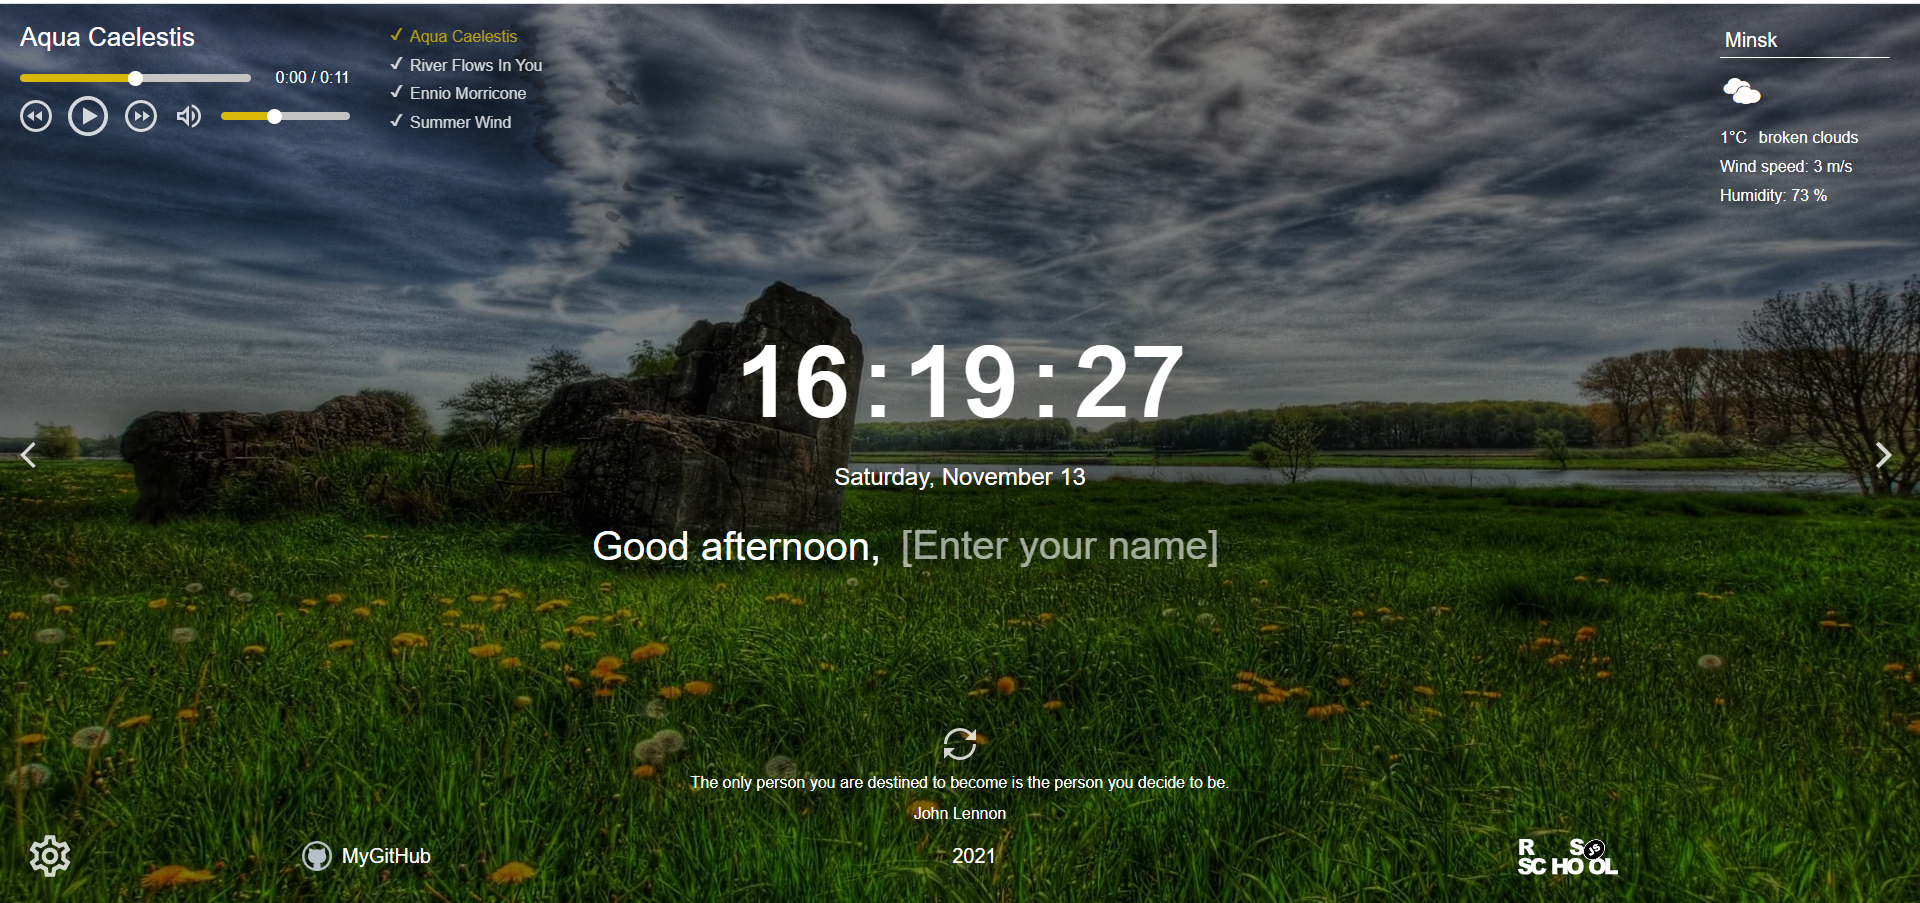 Aqua Caelestis
0:00 / 0:11
Aqua Caelestis
River Flows In You
Ennio Morricone
Summer Wind
Minsk
1°C broken clouds
Wind speed: 3 m/s
Humidity: 73 %
16:19:27
Saturday, November 13
Good afternoon, [Enter your name]
The only person you are destined to become is the person you decide to be.
John Lennon
MyGitHub
2021
R S JS
SCHOOL